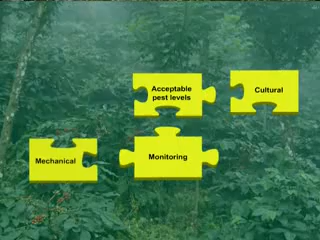 Acceptable
pest levels
Cultural
Mechanical
Monitoring